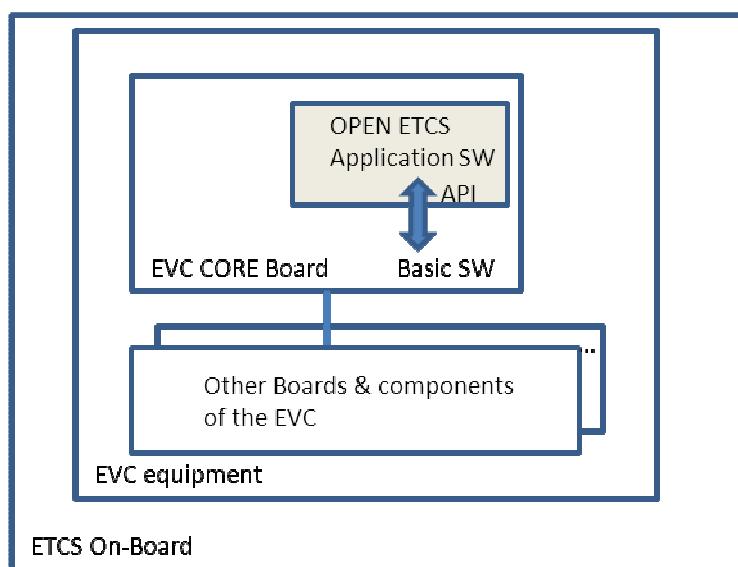 OPEN ETCS
Application SW
API
EVC CORE Board Basic SW
...
Other Boards & components
of the EVC
EVC equipment
ETCS On-Board